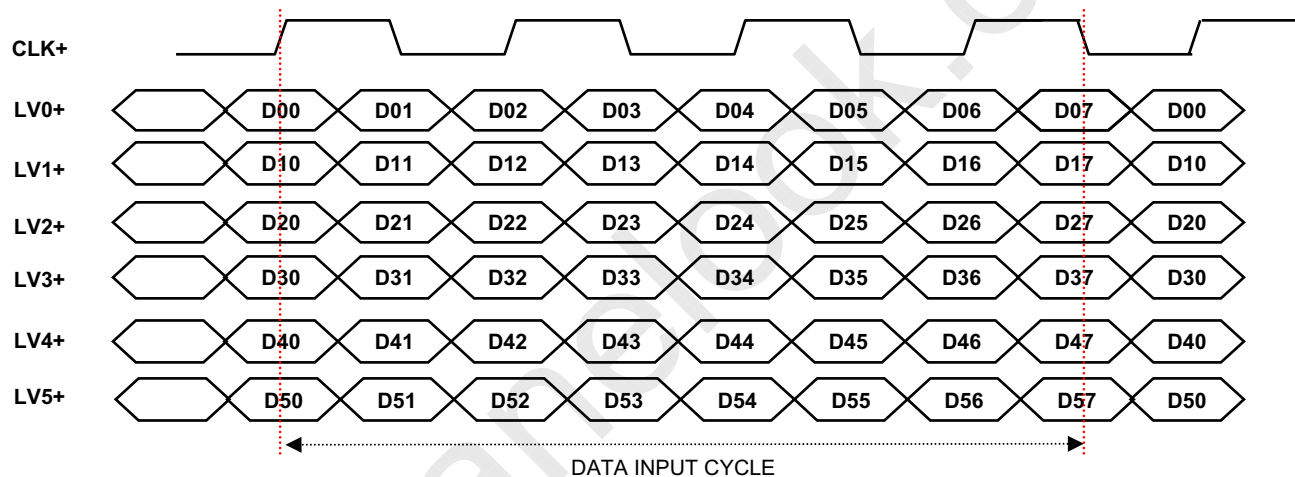 CLK+
LV0+ D00 D01 D02 D03 D04 D05 D06 D07 D00
LV1+ D10 D11 D12 D13 D14 D15 D16 D17 D10
LV2+ D20 D21 D22 D23 D24 D25 D26 D27 D20
LV3+ D30 D31 D32 D33 D34 D35 D36 D37 D30
LV4+ D40 D41 D42 D43 D44 D45 D46 D47 D40
LV5+ D50 D51 D52 D53 D54 D55 D56 D57 D50
DATA INPUT CYCLE